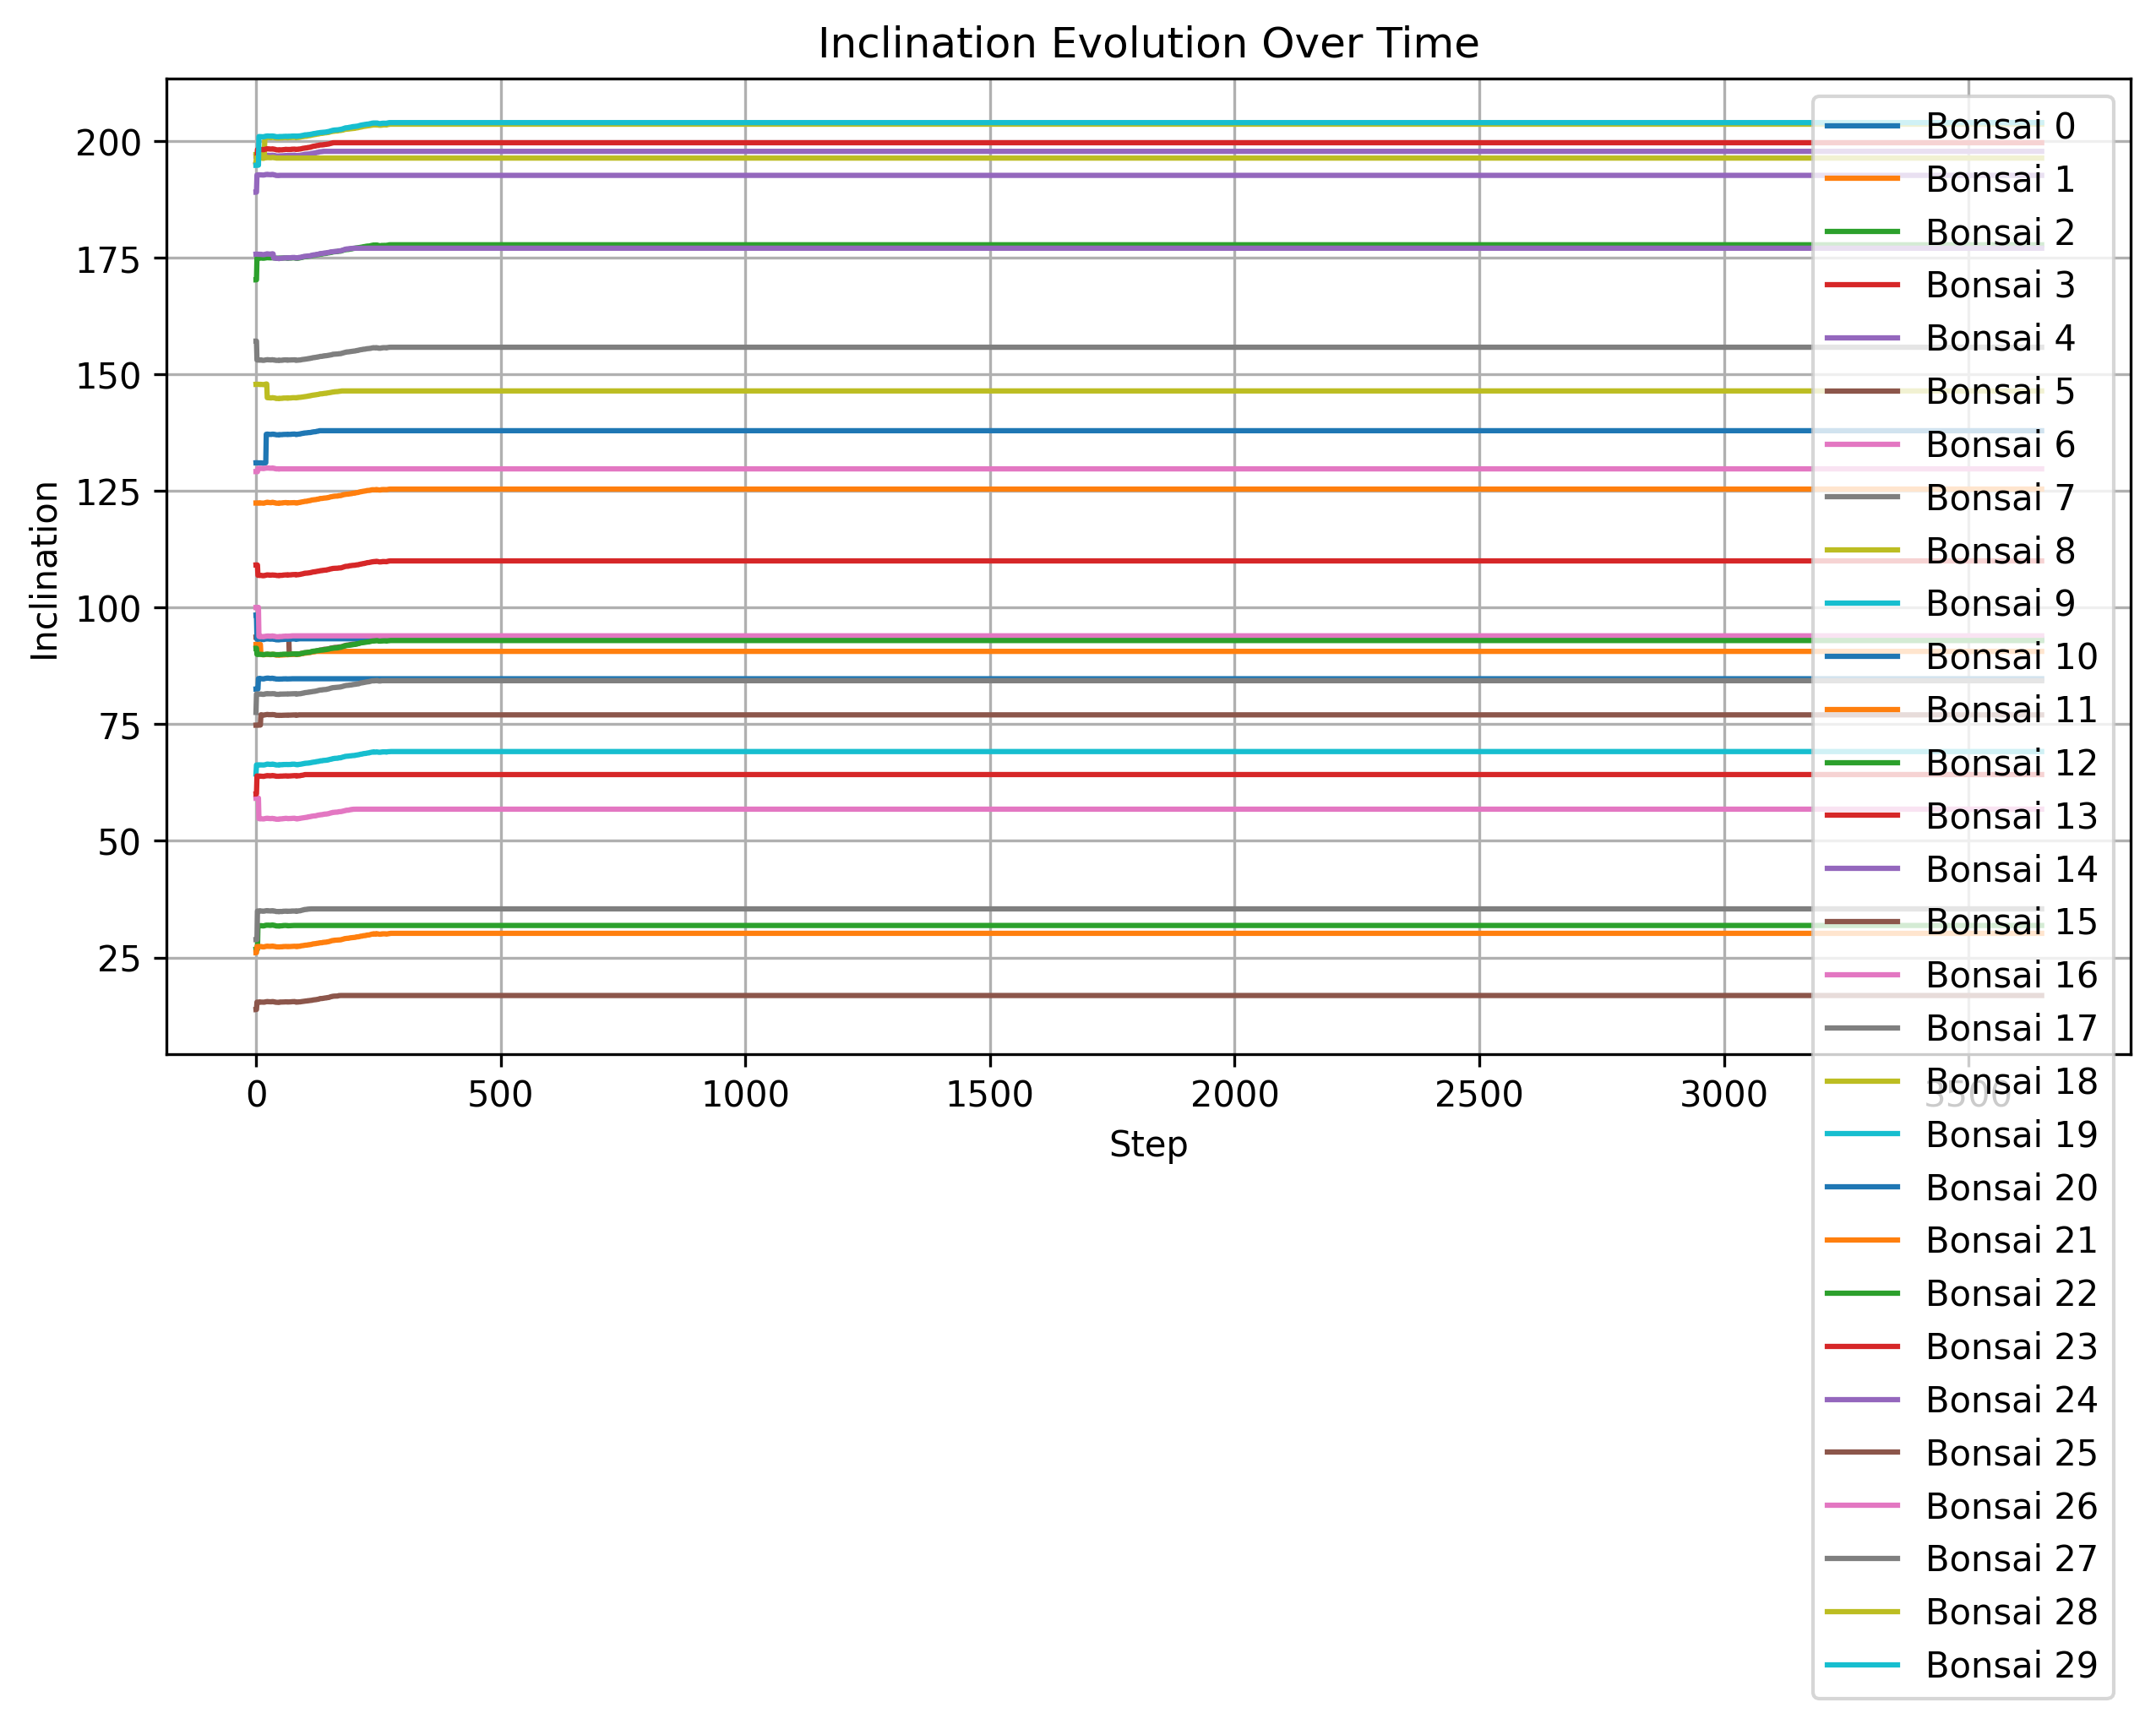 Inclination Evolution Over Time
Inclination
200
175
150
125
100
75
50
25
0
500
1000
1500
2000
2500
3000
3500
Step
Bonsai 0
Bonsai 1
Bonsai 2
Bonsai 3
Bonsai 4
Bonsai 5
Bonsai 6
Bonsai 7
Bonsai 8
Bonsai 9
Bonsai 10
Bonsai 11
Bonsai 12
Bonsai 13
Bonsai 14
Bonsai 15
Bonsai 16
Bonsai 17
Bonsai 18
Bonsai 19
Bonsai 20
Bonsai 21
Bonsai 22
Bonsai 23
Bonsai 24
Bonsai 25
Bonsai 26
Bonsai 27
Bonsai 28
Bonsai 29